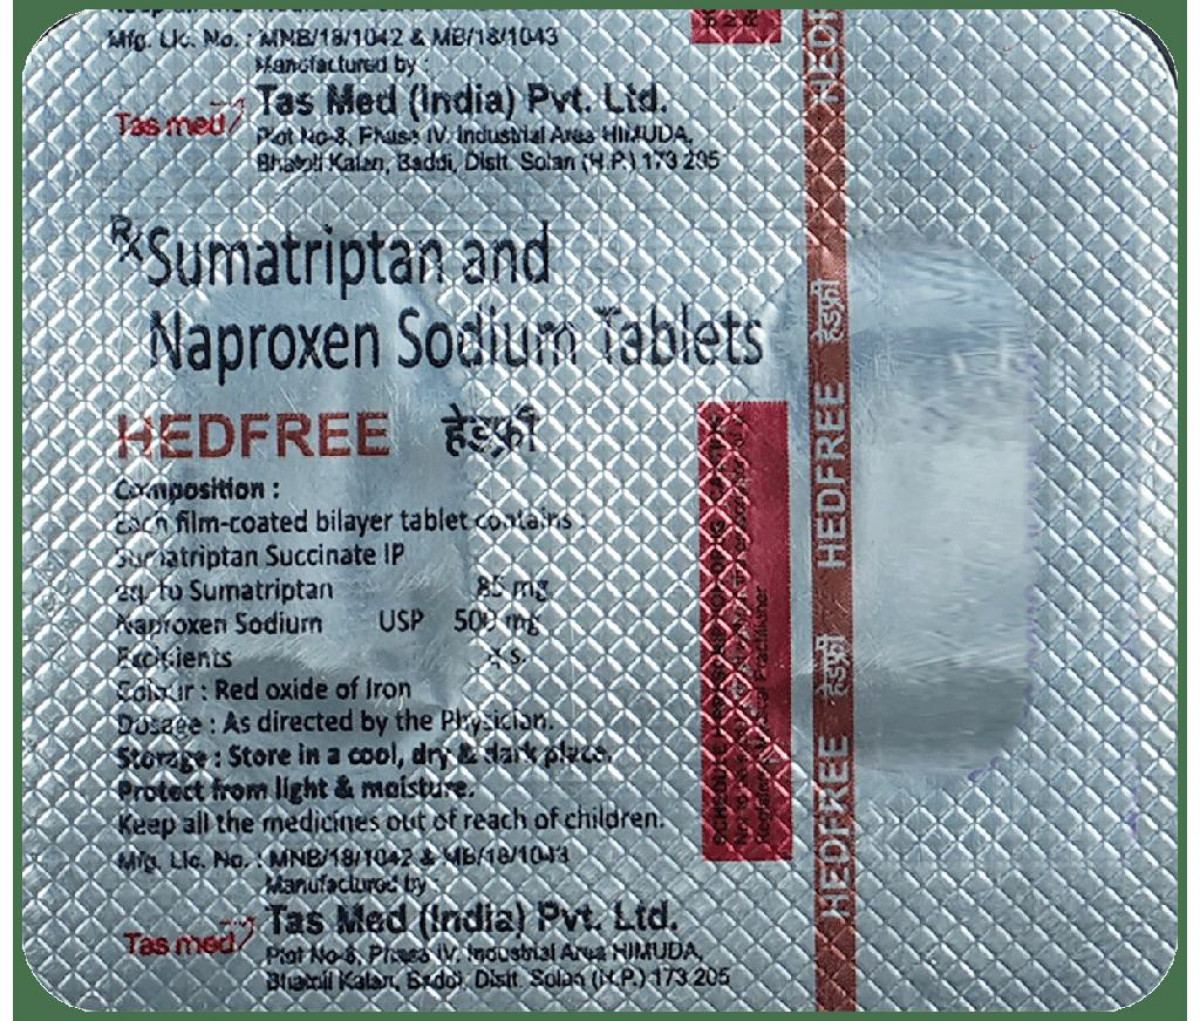 Mfg. Lic. No. : MNB/18/1042 & MB/18/1043
Manufactured by :
Tas med
Tas Med (India) Pvt. Ltd.
Plot No-8, Phase IV, Industrial Area HIMUDA,
Bhatoli Kalan, Baddi, Distt. Solan (H.P.) 173 205
Rx Sumatriptan and
Naproxen Sodium Tablets
HEDFREE हेडफ्री
Composition :
Each film-coated bilayer tablet contains :
Sumatriptan Succinate IP
eq. to Sumatriptan 85 mg
Naproxen Sodium USP 500 mg
Excipients q.s.
Colour : Red oxide of Iron
Dosage : As directed by the Physician.
Storage : Store in a cool, dry & dark place.
Protect from light & moisture.
Keep all the medicines out of reach of children.
Mfg. Lic. No. : MNB/18/1042 & MB/18/1043
Manufactured by :
Tas med
Tas Med (India) Pvt. Ltd.
Plot No-8, Phase IV, Industrial Area HIMUDA,
Bhatoli Kalan, Baddi, Distt. Solan (H.P.) 173 205
Medical Practitioner
HEDFREE हेडफ्री HEDFREE हेडफ्री HED